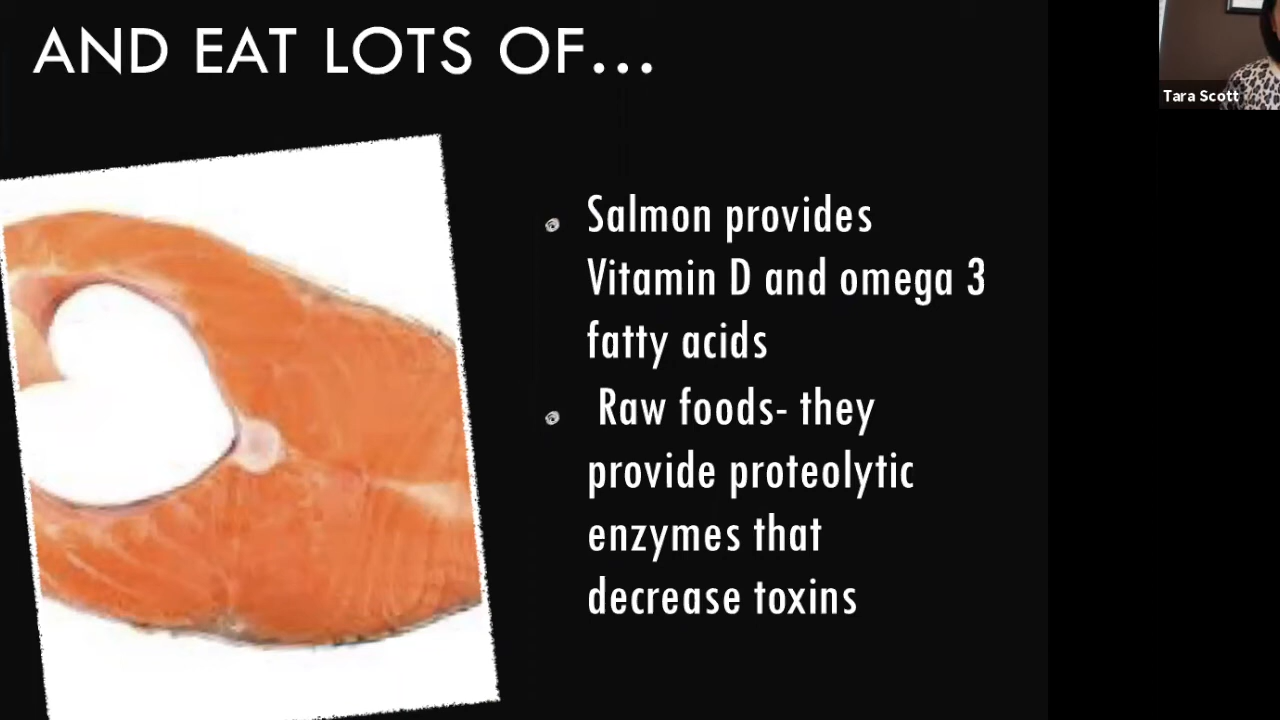 AND EAT LOTS OF...
Tara Scott
Salmon provides
Vitamin D and omega 3
fatty acids
Raw foods- they
provide proteolytic
enzymes that
decrease toxins